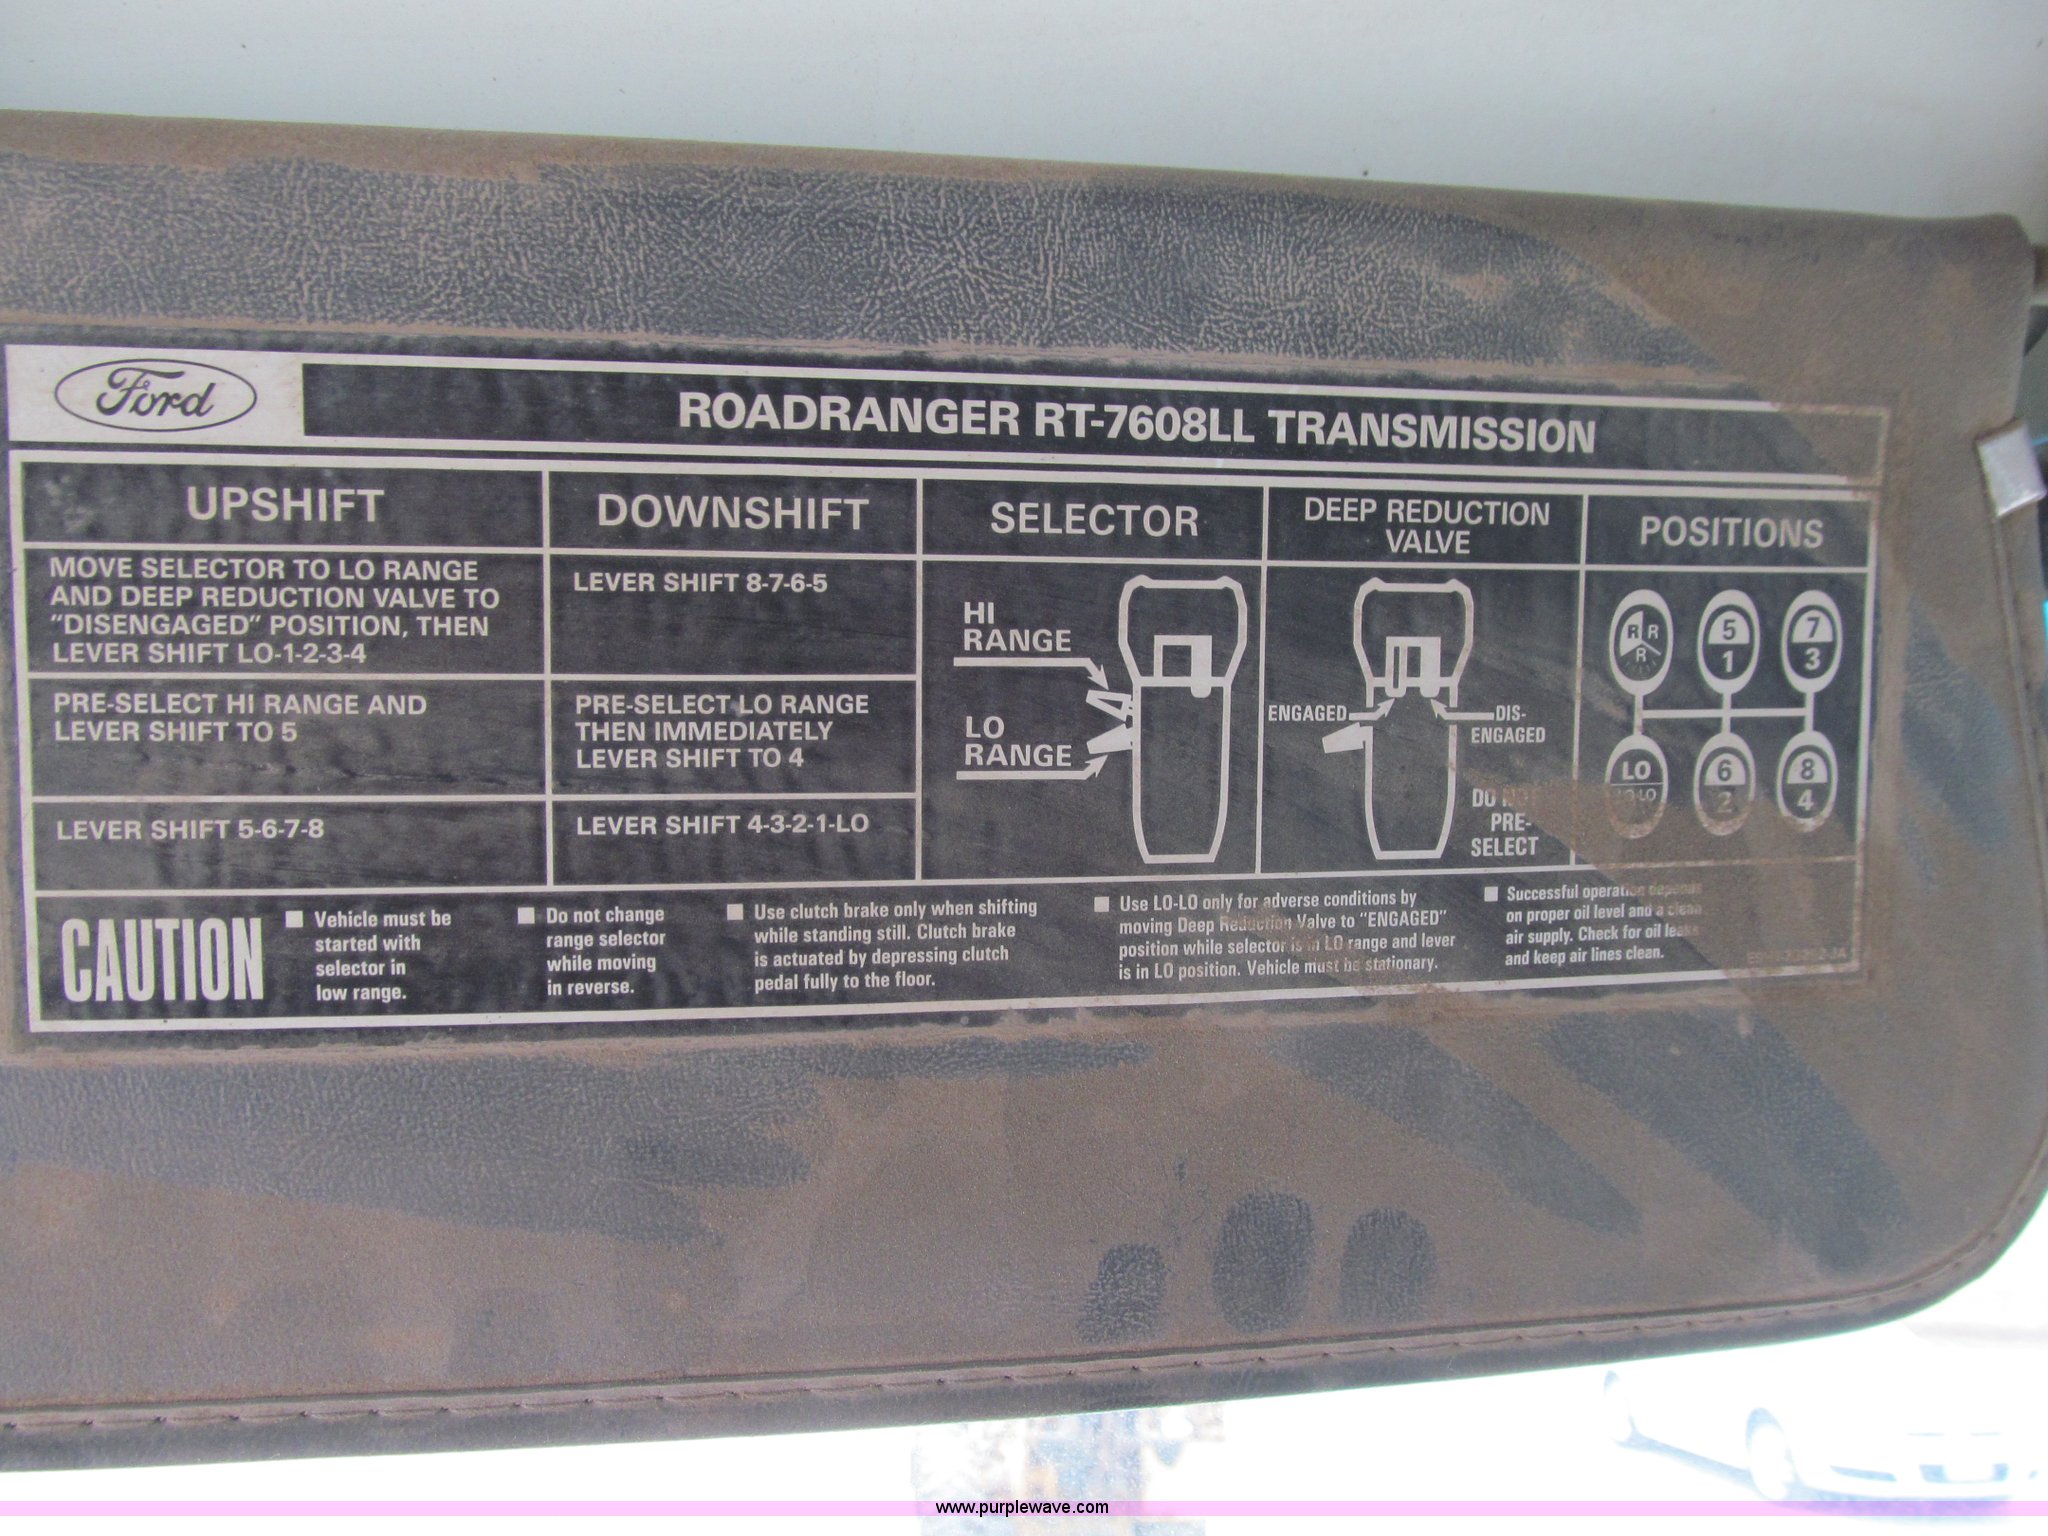 Ford
ROADRANGER RT-7608LL TRANSMISSION
UPSHIFT
MOVE SELECTOR TO LO RANGE
AND DEEP REDUCTION VALVE TO
"DISENGAGED" POSITION, THEN
LEVER SHIFT LO-1-2-3-4
PRE-SELECT HI RANGE AND
LEVER SHIFT TO 5
LEVER SHIFT 5-6-7-8
DOWNSHIFT
LEVER SHIFT 8-7-6-5
PRE-SELECT LO RANGE
THEN IMMEDIATELY
LEVER SHIFT TO 4
LEVER SHIFT 4-3-2-1-LO
SELECTOR
HI
RANGE
LO
RANGE
DEEP REDUCTION
VALVE
ENGAGED
DIS-
ENGAGED
DO NOT
PRE-
SELECT
POSITIONS
R R
R
5
1
7
3
LO
LO-LO
6
2
8
4
CAUTION
Vehicle must be
started with
selector in
low range.
Do not change
range selector
while moving
in reverse.
Use clutch brake only when shifting
while standing still. Clutch brake
is actuated by depressing clutch
pedal fully to the floor.
Use LO-LO only for adverse conditions by
moving Deep Reduction Valve to "ENGAGED"
position while selector is in LO range and lever
is in LO position. Vehicle must be stationary.
Successful operation depends
on proper oil level and a clean
air supply. Check for oil leaks
and keep air lines clean.
www.purplewave.com